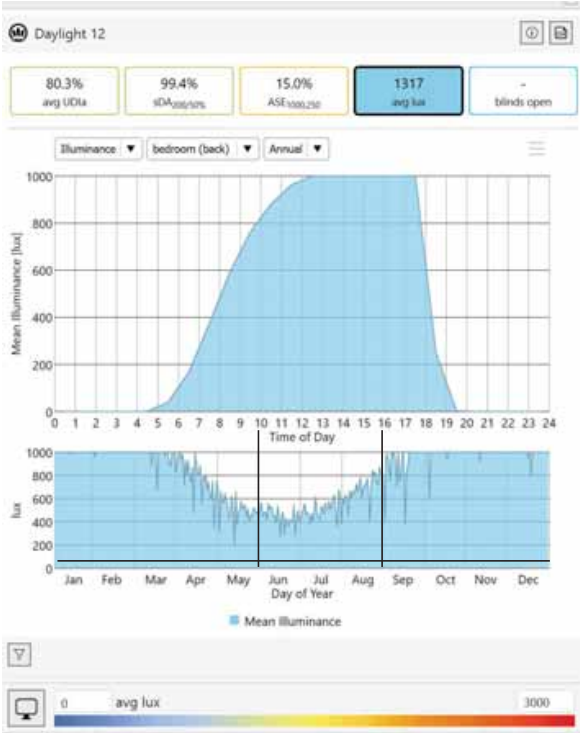 Daylight 12
80.3% 99.4% 15.0% 1317 -
avg UDIa sDA200/50% ASE1000,250 avg lux blinds open
Illuminance ▼ bedroom (back) ▼ Annual ▼
Mean Illuminance [lux]
1000
800
600
400
200
0
0 1 2 3 4 5 6 7 8 9 10 11 12 13 14 15 16 17 18 19 20 21 22 23 24
Time of Day
lux
1000
800
600
400
200
0
Jan Feb Mar Apr May Jun Jul Aug Sep Oct Nov Dec
Day of Year
Mean Illuminance
0 avg lux 3000